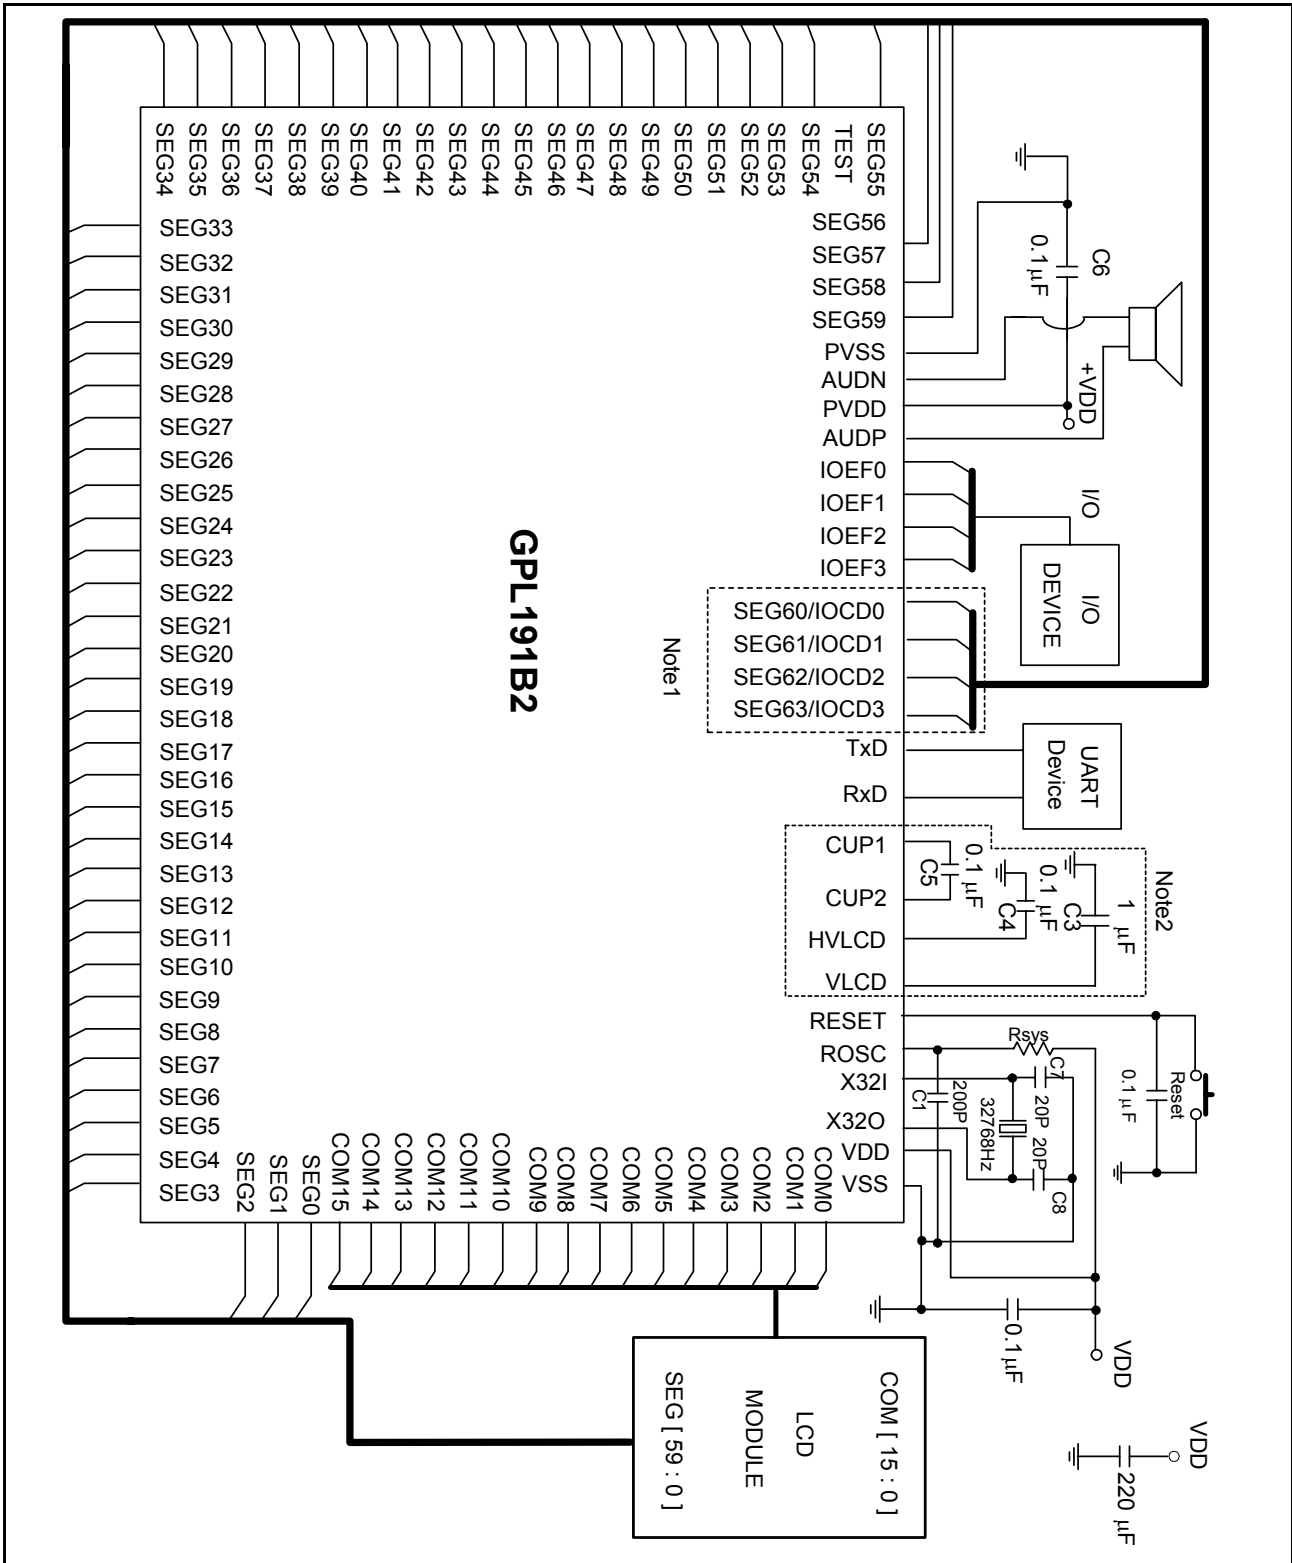 SEG34
SEG35
SEG36
SEG37
SEG38
SEG39
SEG40
SEG41
SEG42
SEG43
SEG44
SEG45
SEG46
SEG47
SEG48
SEG49
SEG50
SEG51
SEG52
SEG53
SEG54
TEST
SEG55
SEG33
SEG32
SEG31
SEG30
SEG29
SEG28
SEG27
SEG26
SEG25
SEG24
SEG23
SEG22
SEG21
SEG20
SEG19
SEG18
SEG17
SEG16
SEG15
SEG14
SEG13
SEG12
SEG11
SEG10
SEG9
SEG8
SEG7
SEG6
SEG5
SEG4
SEG3
SEG2
SEG1
SEG0
COM15
COM14
COM13
COM12
COM11
COM10
COM9
COM8
COM7
COM6
COM5
COM4
COM3
COM2
COM1
COM0
GPL191B2
SEG56
SEG57
SEG58
SEG59
PVSS
AUDN
PVDD
AUDP
IOEF0
IOEF1
IOEF2
IOEF3
SEG60/IOCD0
SEG61/IOCD1
SEG62/IOCD2
SEG63/IOCD3
Note1
TxD
RxD
CUP1
CUP2
HVLCD
VLCD
RESET
ROSC
X32I
X32O
VDD
VSS
C6
0.1μF
+VDD
I/O
I/O
DEVICE
UART
Device
Note2
0.1 μF
C5
0.1 μF
C4
1 μF
C3
Rsys
C7
20P
200P
C1
32768Hz
20P
C8
Reset
0.1 μF
0.1μF
VDD
VDD
220 μF
COM [ 15 : 0 ]
LCD
MODULE
SEG [ 59 : 0 ]